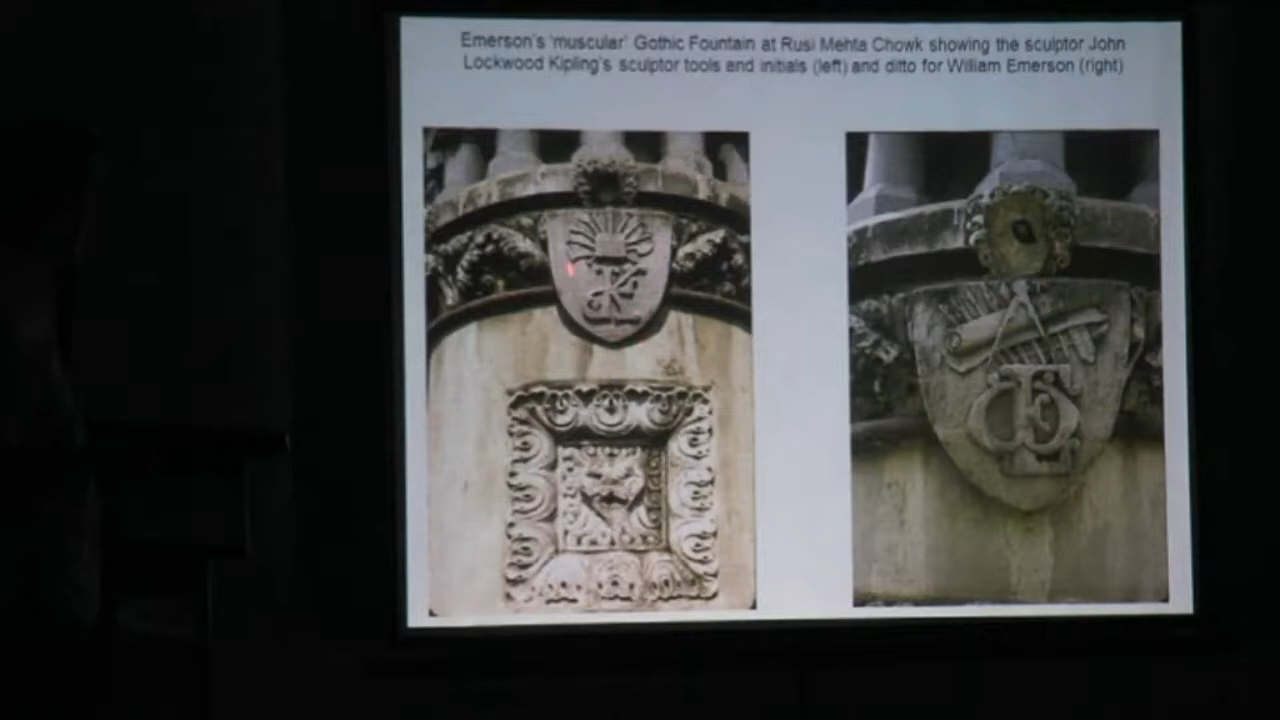 Emerson's 'muscular' Gothic Fountain at Rusi Mehta Chowk showing the sculptor John
Lockwood Kipling's sculptor tools and initials (left) and ditto for William Emerson (right)